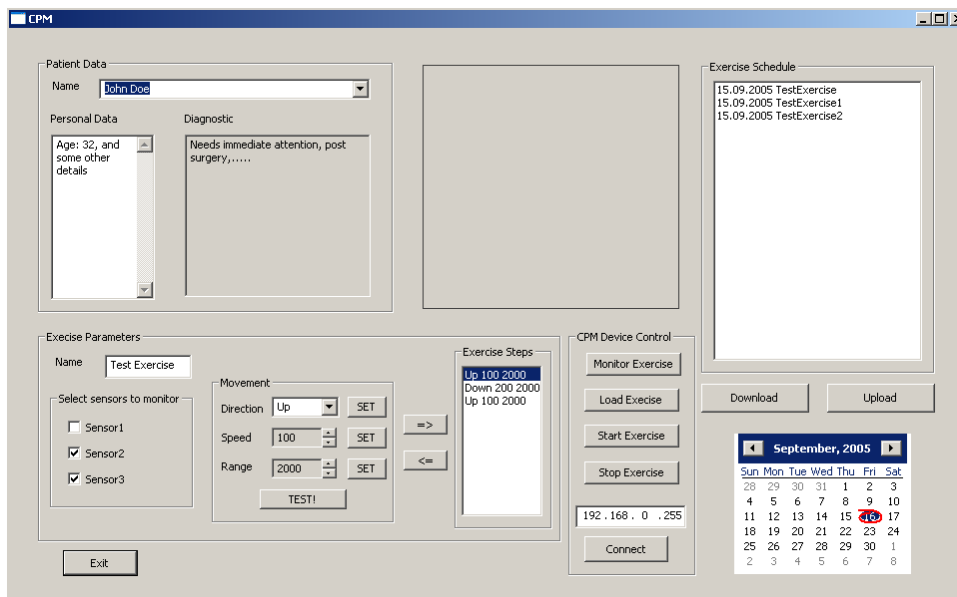 CPM
Patient Data
Name
John Doe
Personal Data
Diagnostic
Age: 32, and
some other
details
Needs immediate attention, post
surgery,.....
Exercise Schedule
15.09.2005 TestExercise
15.09.2005 TestExercise1
15.09.2005 TestExercise2
Execise Parameters
Name
Test Exercise
Select sensors to monitor
Sensor1
Sensor2
Sensor3
Movement
Direction Up SET
Speed 100 SET
Range 2000 SET
TEST!
=>
<=
Exercise Steps
Up 100 2000
Down 200 2000
Up 100 2000
CPM Device Control
Monitor Exercise
Load Execise
Start Exercise
Stop Exercise
192.168. 0 .255
Connect
Download
Upload
September, 2005
Sun Mon Tue Wed Thu Fri Sat
28 29 30 31 1 2 3
4 5 6 7 8 9 10
11 12 13 14 15 16 17
18 19 20 21 22 23 24
25 26 27 28 29 30 1
2 3 4 5 6 7 8
Exit